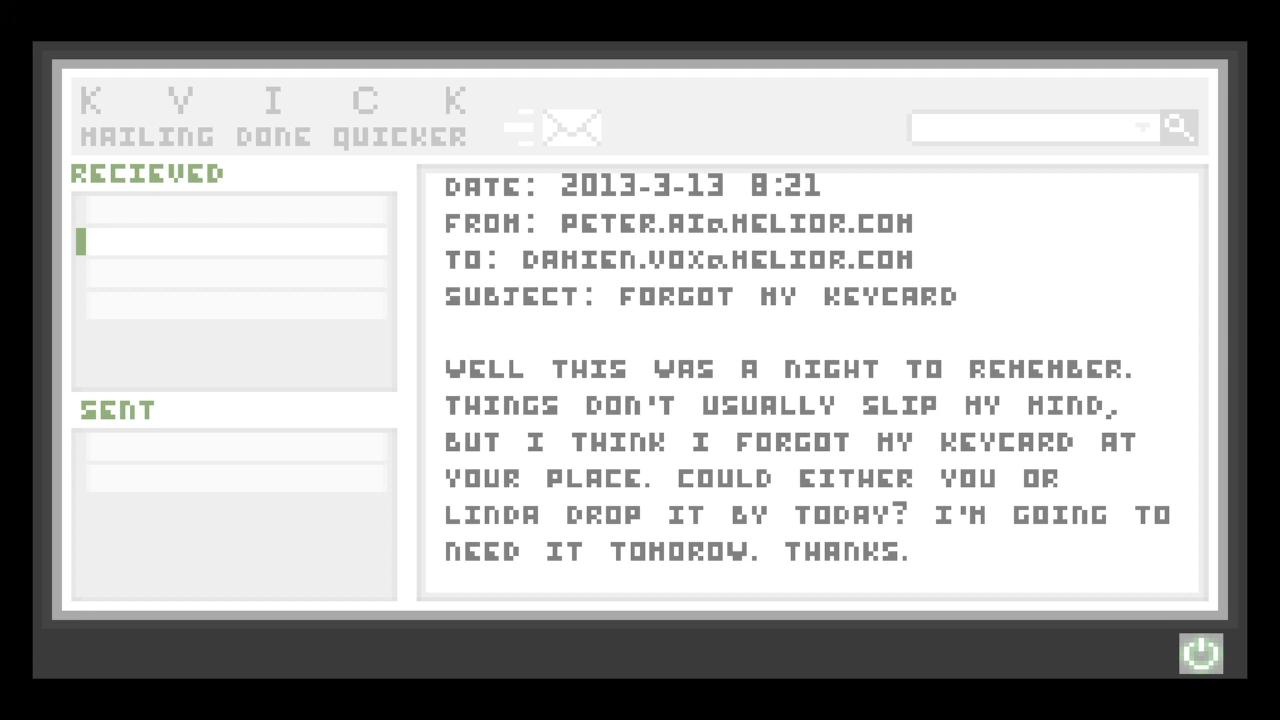 K V I C K
MAILING DONE QUICKER
RECIEVED
SENT
DATE: 2013-3-13 8:21
FROM: PETER.AI@HELIOR.COM
TO: DAMIEN.VOX@HELIOR.COM
SUBJECT: FORGOT MY KEYCARD
WELL THIS WAS A NIGHT TO REMEMBER.
THINGS DON'T USUALLY SLIP MY MIND,
BUT I THINK I FORGOT MY KEYCARD AT
YOUR PLACE. COULD EITHER YOU OR
LINDA DROP IT BY TODAY? I'M GOING TO
NEED IT TOMOROW. THANKS.